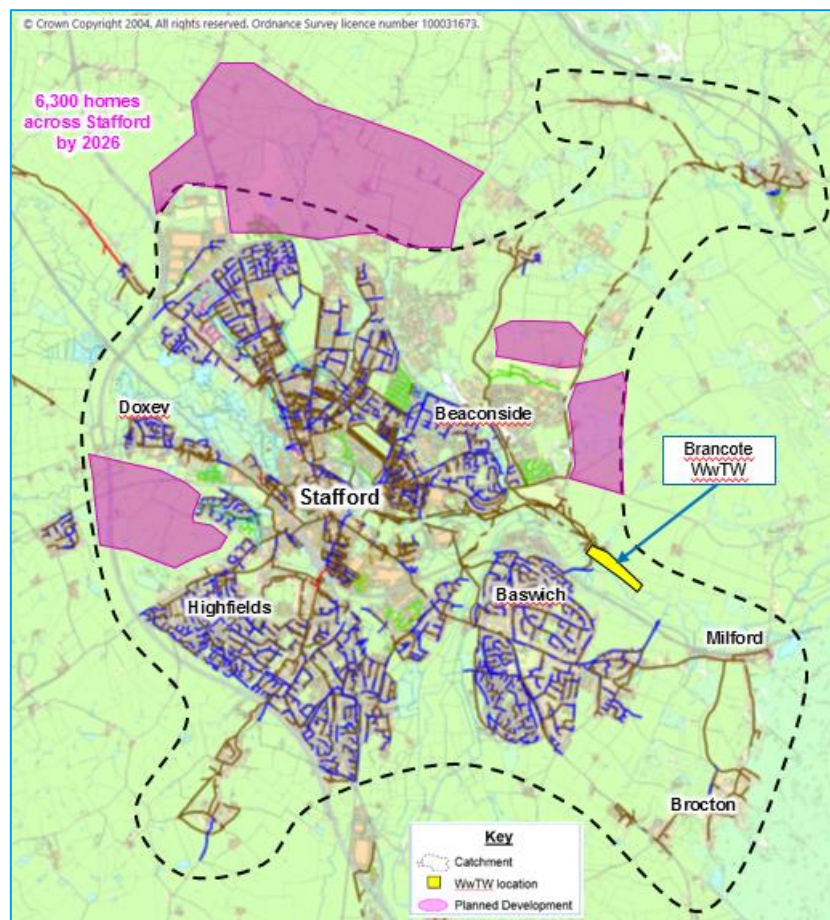 © Crown Copyright 2004. All rights reserved. Ordnance Survey licence number 100031673.
6,300 homes
across Stafford
by 2026
Doxey
Beaconside
Brancote
WwTW
Stafford
Highfields
Baswich
Milford
Brocton
Key
Catchment
WwTW location
Planned Development